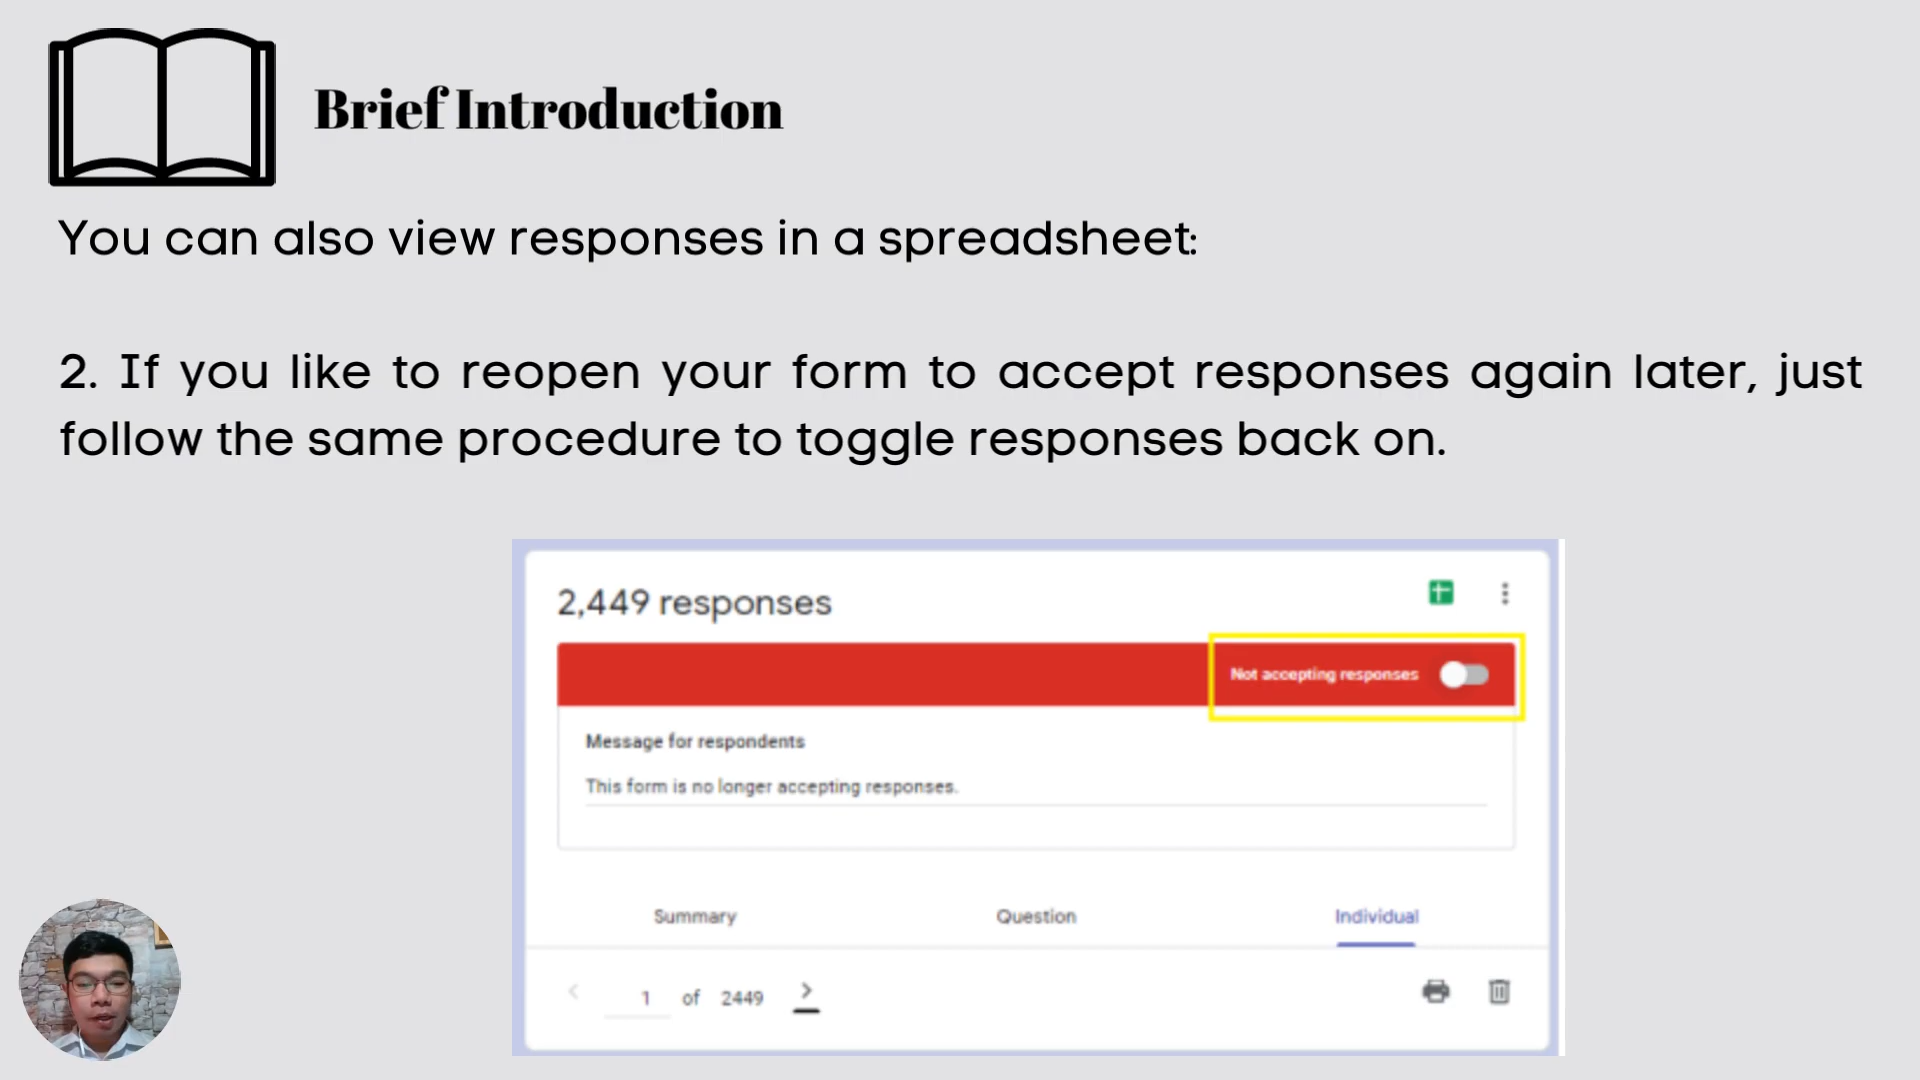 Brief Introduction
You can also view responses in a spreadsheet:
2. If you like to reopen your form to accept responses again later, just
follow the same procedure to toggle responses back on.
2,449 responses
Not accepting responses
Message for respondents
This form is no longer accepting responses.
Summary Question Individual
1 of 2449